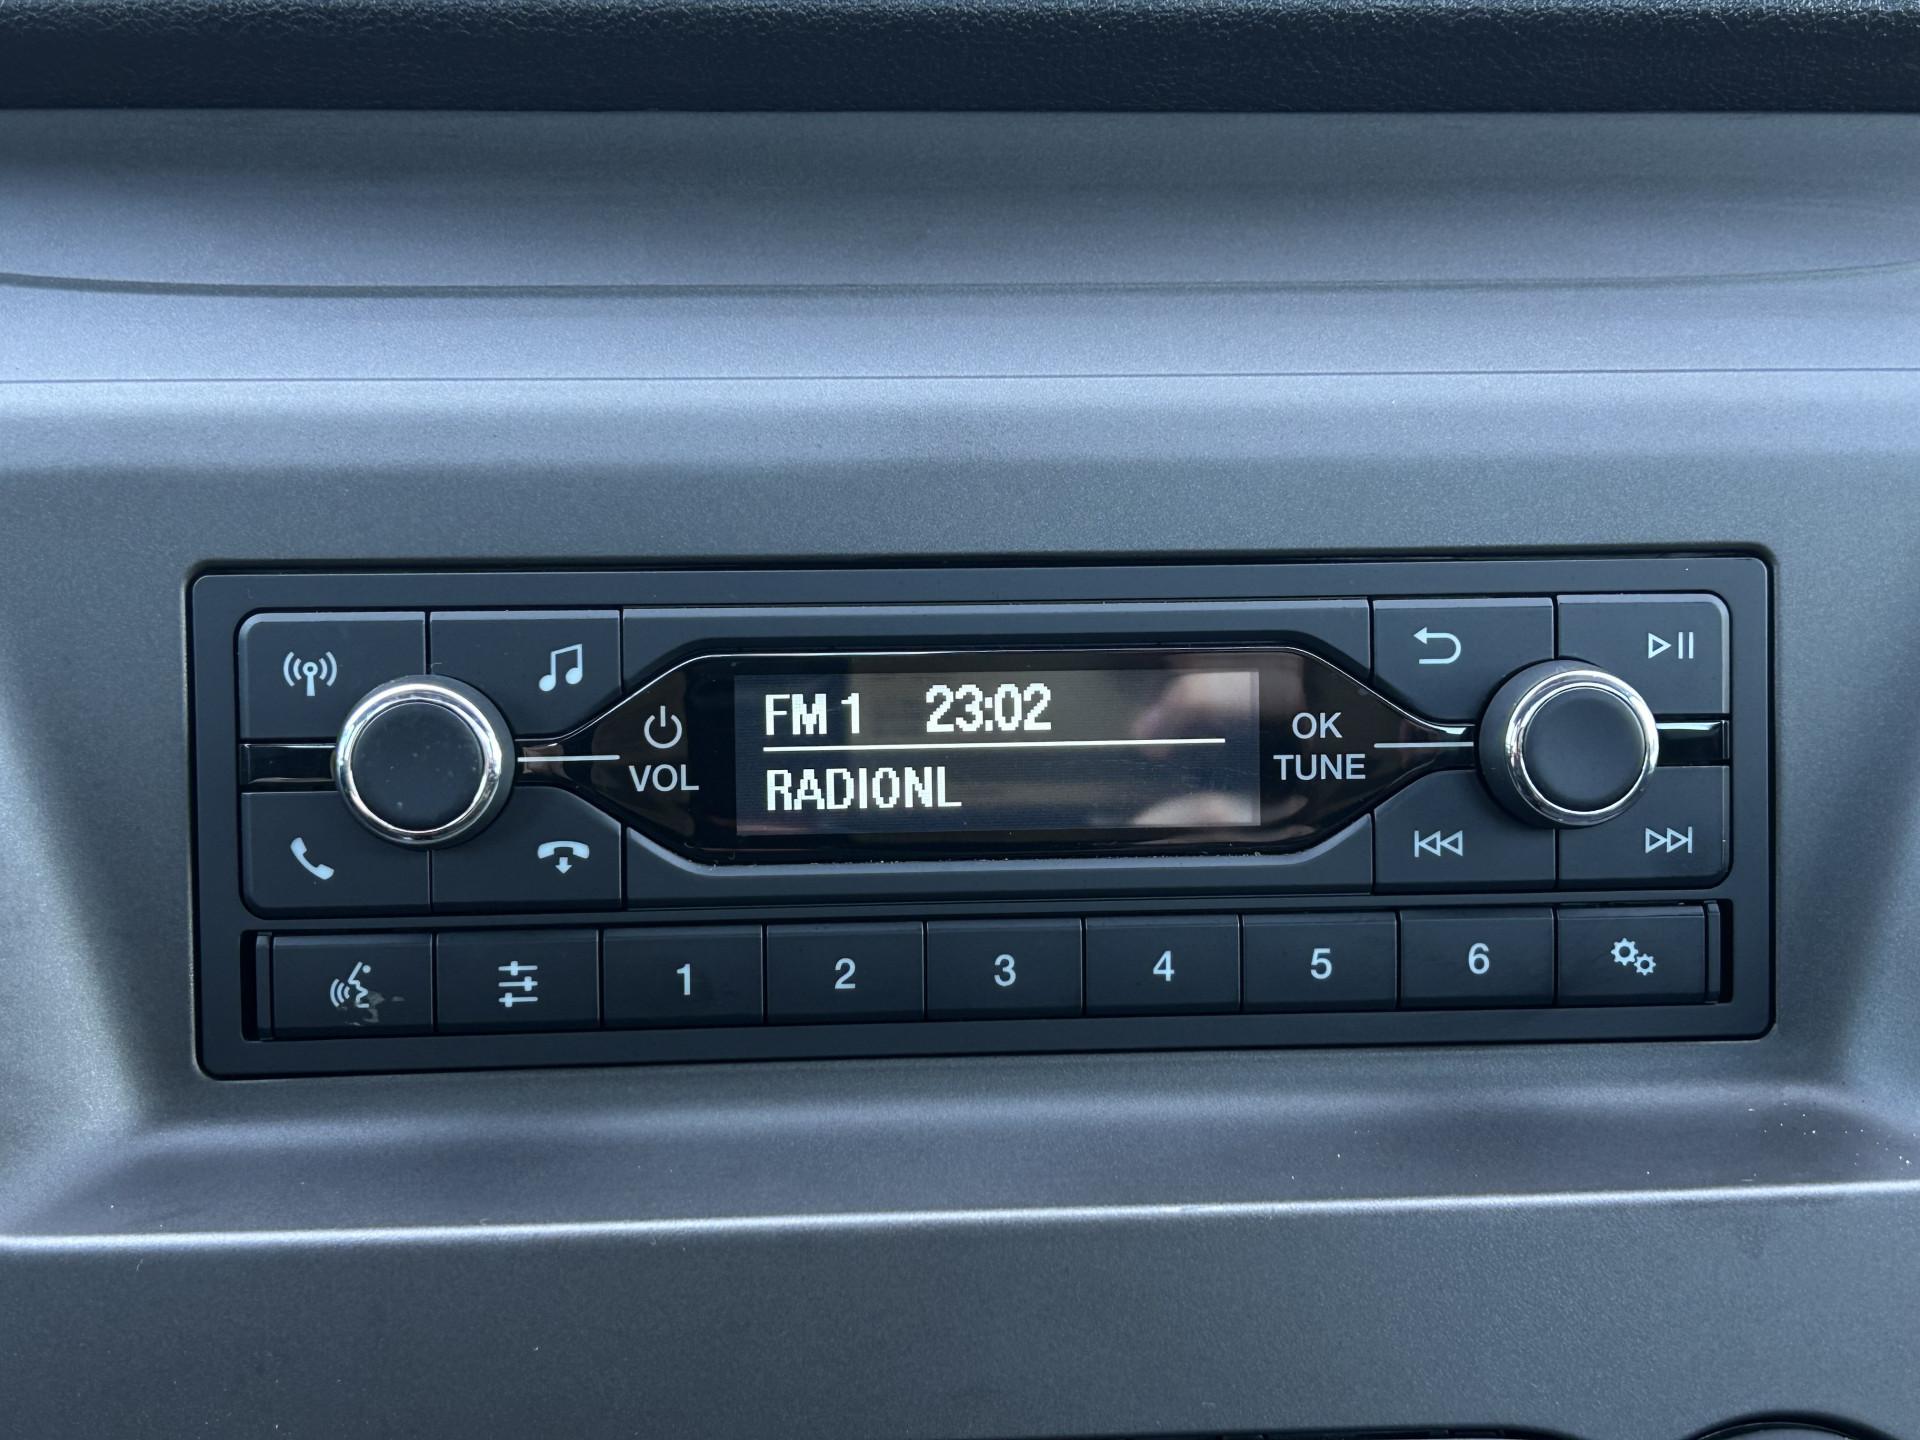 FM 1 23:02
RADIONL
VOL
OK
TUNE
1 2 3 4 5 6